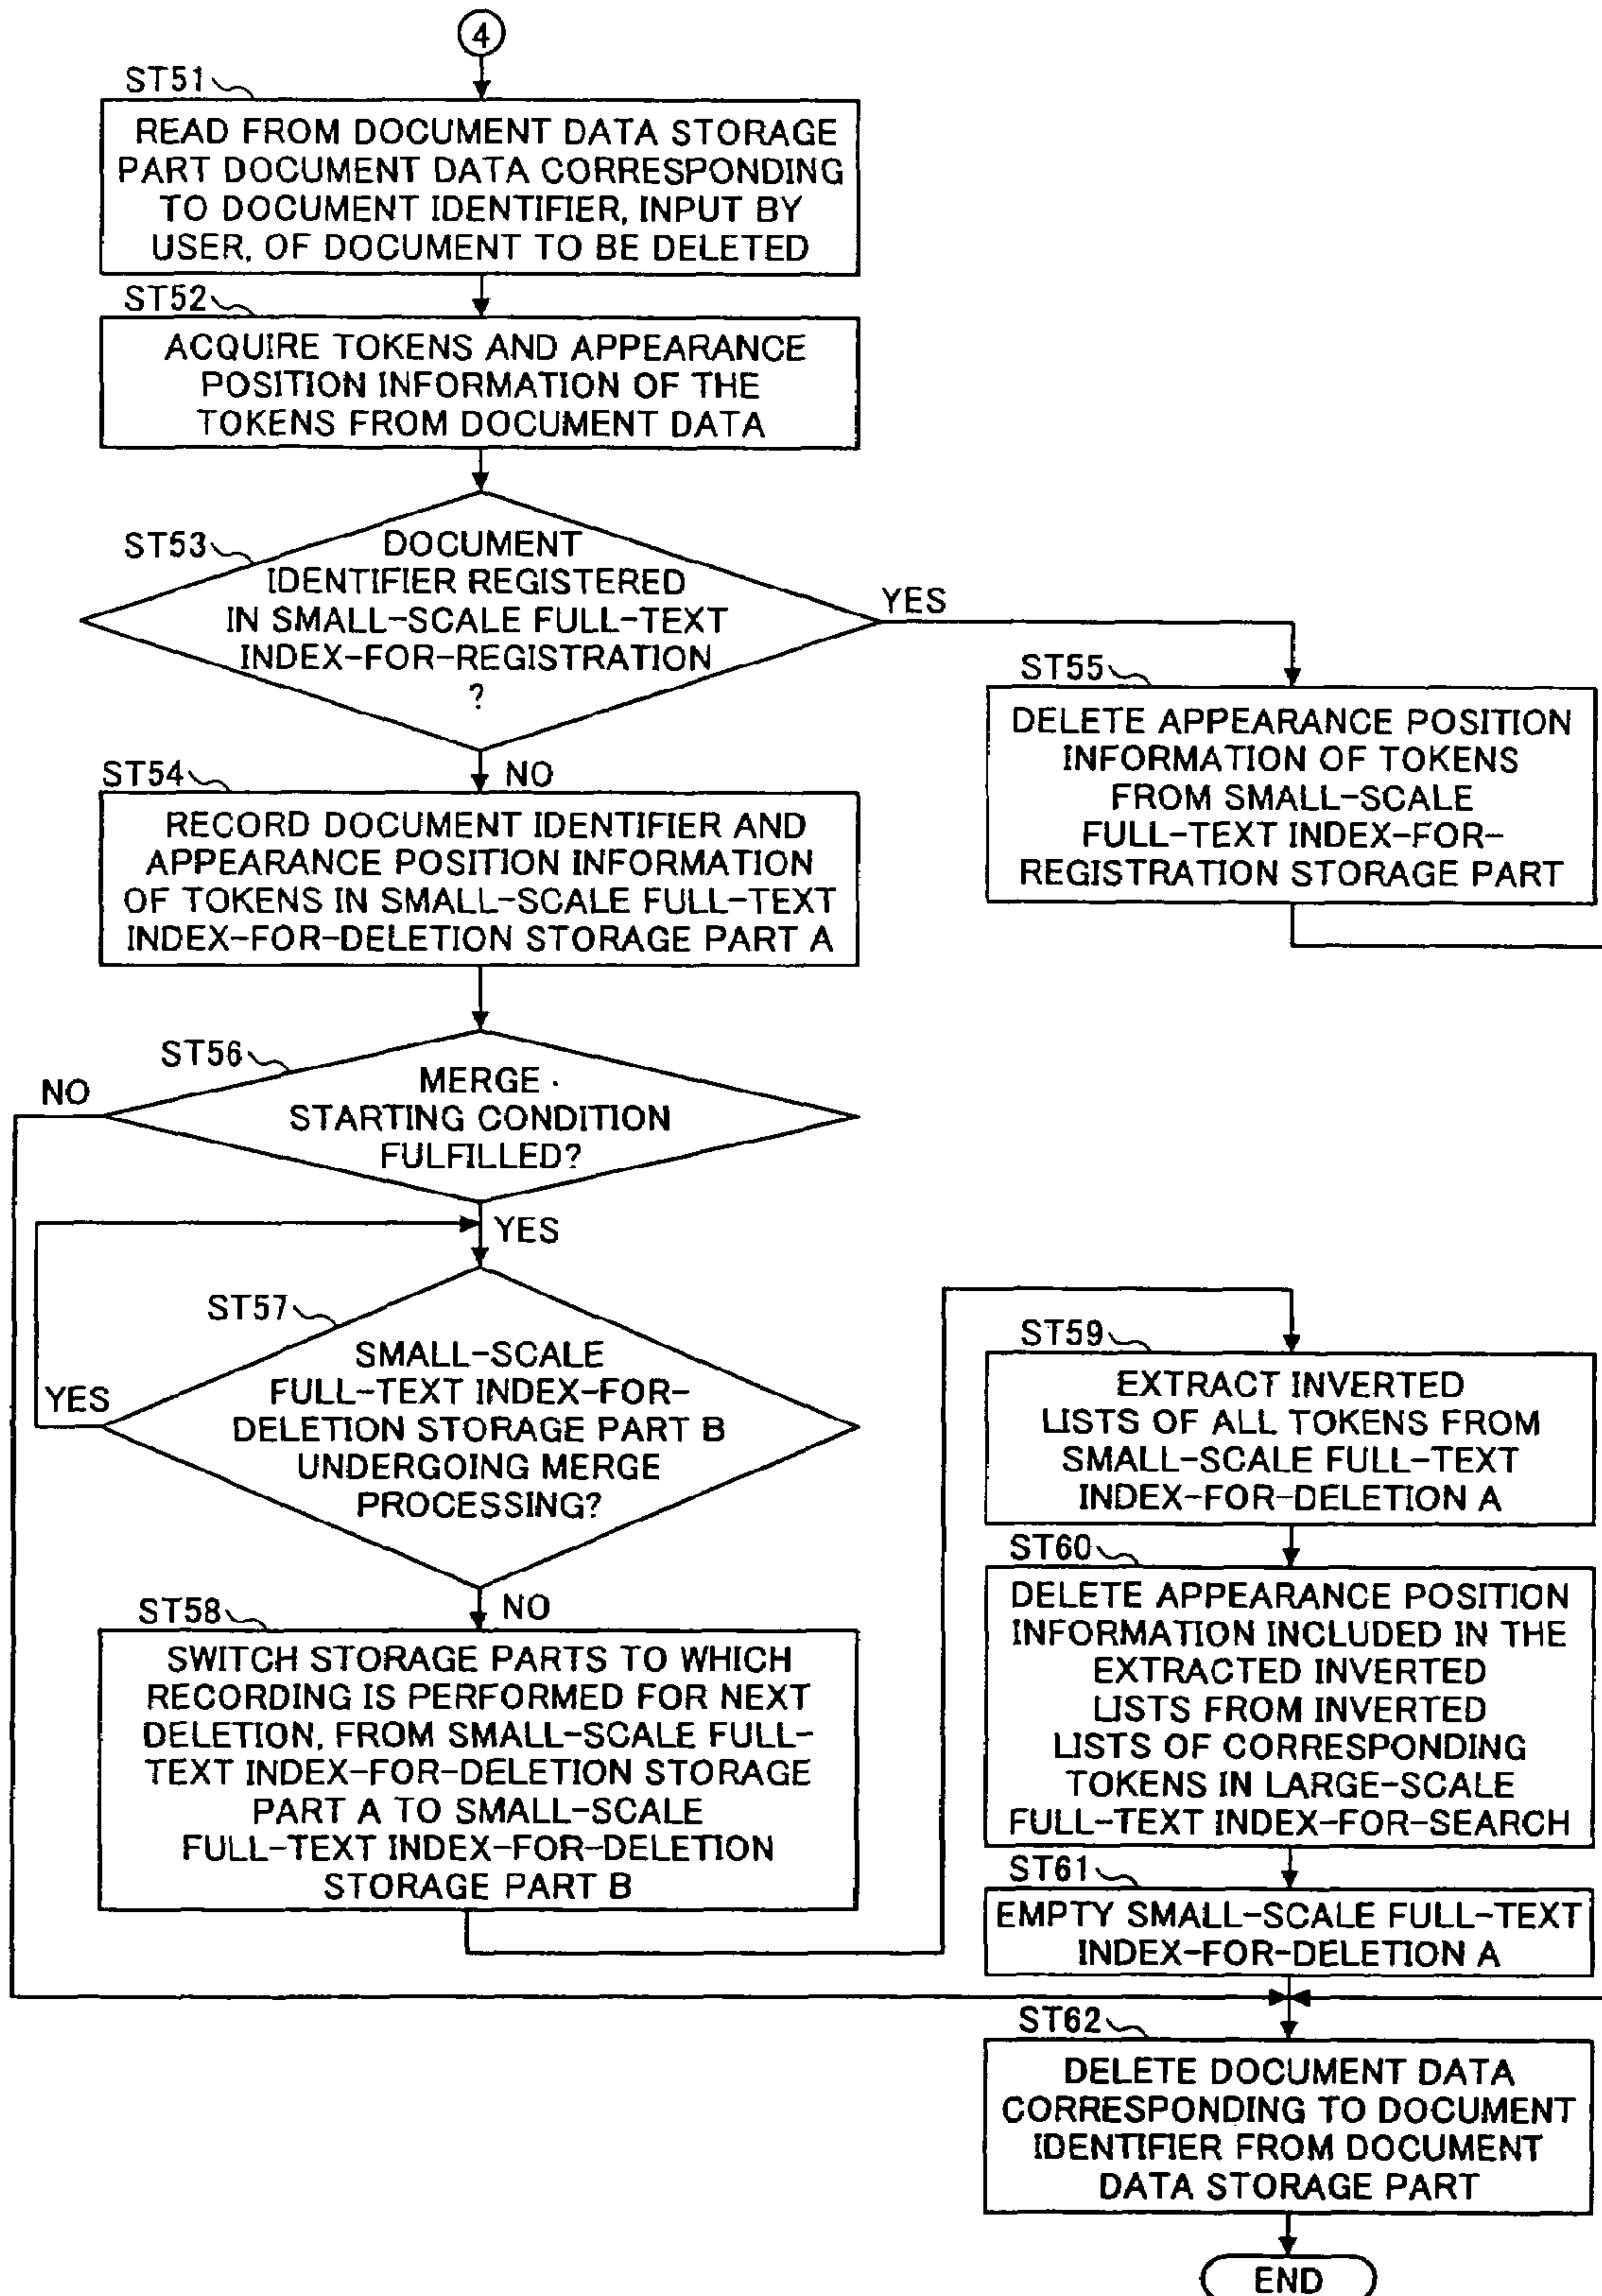 4
ST51
READ FROM DOCUMENT DATA STORAGE
PART DOCUMENT DATA CORRESPONDING
TO DOCUMENT IDENTIFIER, INPUT BY
USER, OF DOCUMENT TO BE DELETED
ST52
ACQUIRE TOKENS AND APPEARANCE
POSITION INFORMATION OF THE
TOKENS FROM DOCUMENT DATA
ST53
DOCUMENT
IDENTIFIER REGISTERED
IN SMALL-SCALE FULL-TEXT
INDEX-FOR-REGISTRATION
?
YES
NO
ST55
DELETE APPEARANCE POSITION
INFORMATION OF TOKENS
FROM SMALL-SCALE
FULL-TEXT INDEX-FOR-
REGISTRATION STORAGE PART
ST54
RECORD DOCUMENT IDENTIFIER AND
APPEARANCE POSITION INFORMATION
OF TOKENS IN SMALL-SCALE FULL-TEXT
INDEX-FOR-DELETION STORAGE PART A
ST56
NO
MERGE
STARTING CONDITION
FULFILLED?
YES
ST57
YES
SMALL-SCALE
FULL-TEXT INDEX-FOR-
DELETION STORAGE PART B
UNDERGOING MERGE
PROCESSING?
NO
ST58
SWITCH STORAGE PARTS TO WHICH
RECORDING IS PERFORMED FOR NEXT
DELETION, FROM SMALL-SCALE FULL-
TEXT INDEX-FOR-DELETION STORAGE
PART A TO SMALL-SCALE
FULL-TEXT INDEX-FOR-DELETION
STORAGE PART B
ST59
EXTRACT INVERTED
LISTS OF ALL TOKENS FROM
SMALL-SCALE FULL-TEXT
INDEX-FOR-DELETION A
ST60
DELETE APPEARANCE POSITION
INFORMATION INCLUDED IN THE
EXTRACTED INVERTED
LISTS FROM INVERTED
LISTS OF CORRESPONDING
TOKENS IN LARGE-SCALE
FULL-TEXT INDEX-FOR-SEARCH
ST61
EMPTY SMALL-SCALE FULL-TEXT
INDEX-FOR-DELETION A
ST62
DELETE DOCUMENT DATA
CORRESPONDING TO DOCUMENT
IDENTIFIER FROM DOCUMENT
DATA STORAGE PART
END